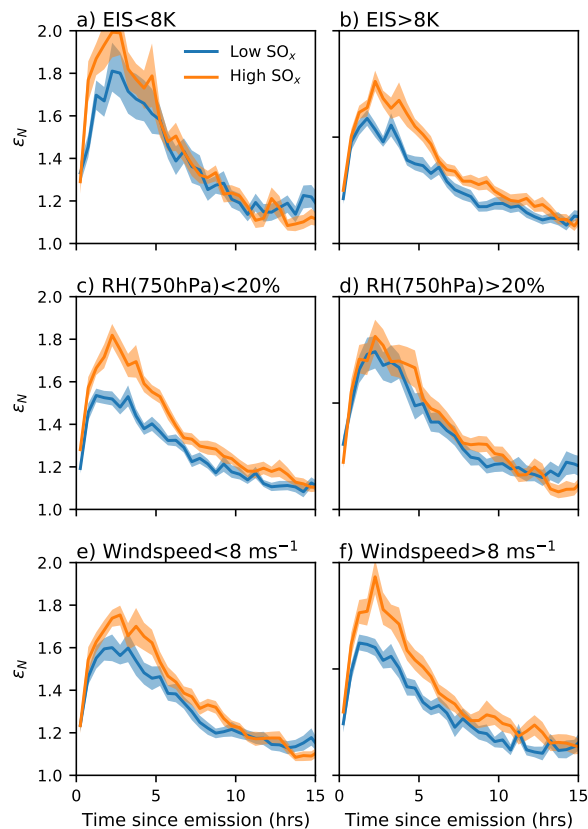 a) EIS<8K
b) EIS>8K
2.0
1.8
1.6
1.4
1.2
1.0
εN
Low SOx
High SOx
c) RH(750hPa)<20%
d) RH(750hPa)>20%
2.0
1.8
1.6
1.4
1.2
1.0
εN
e) Windspeed<8 ms⁻¹
f) Windspeed>8 ms⁻¹
2.0
1.8
1.6
1.4
1.2
1.0
εN
0 5 10 15
0 5 10 15
Time since emission (hrs)
Time since emission (hrs)